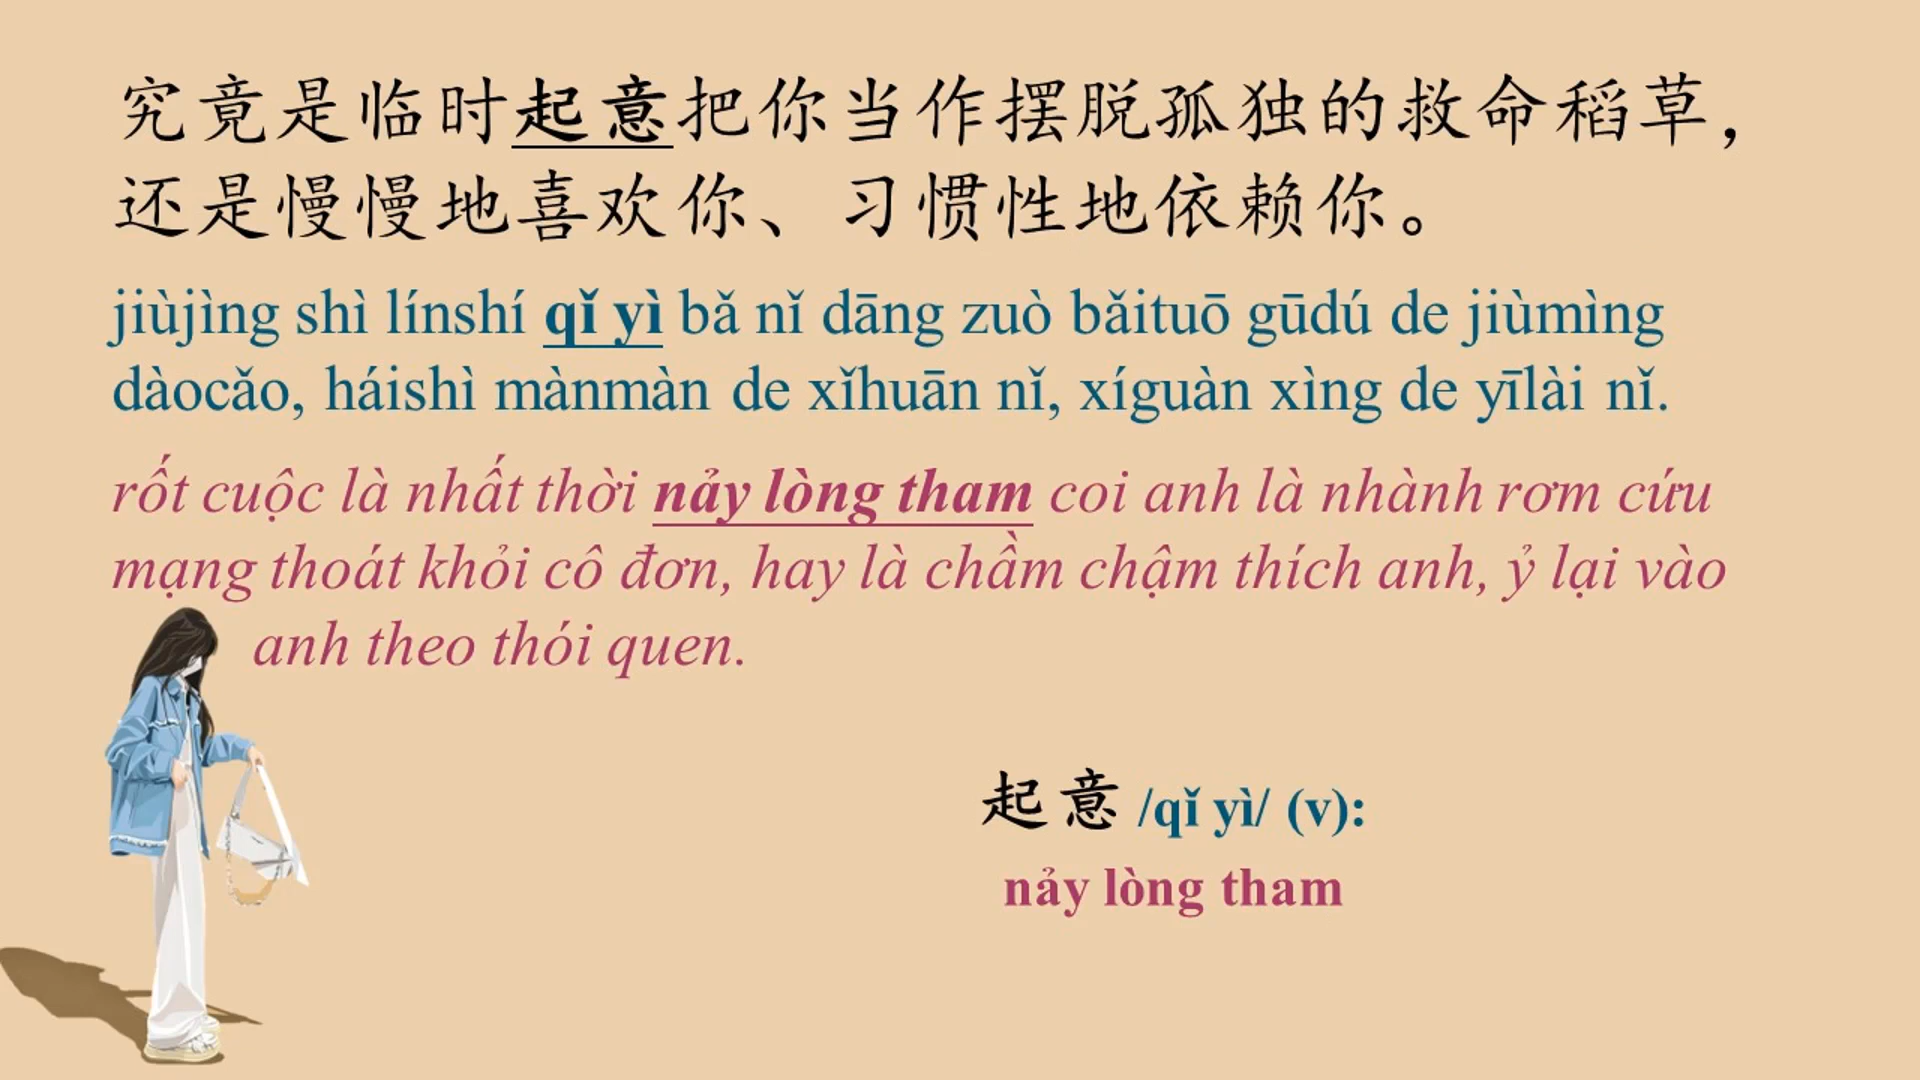 究竟是临时起意把你当作摆脱孤独的救命稻草，
还是慢慢地喜欢你、习惯性地依赖你。
jiùjìng shì línshí qǐ yì bǎ nǐ dāng zuò bǎituō gūdú de jiùmìng
dàocǎo, háishì mànmàn de xǐhuān nǐ, xíguàn xìng de yīlài nǐ.
rốt cuộc là nhất thời nảy lòng tham coi anh là nhành rơm cứu
mạng thoát khỏi cô đơn, hay là chầm chậm thích anh, ỷ lại vào
anh theo thói quen.
起意 /qǐ yì/ (v):
nảy lòng tham